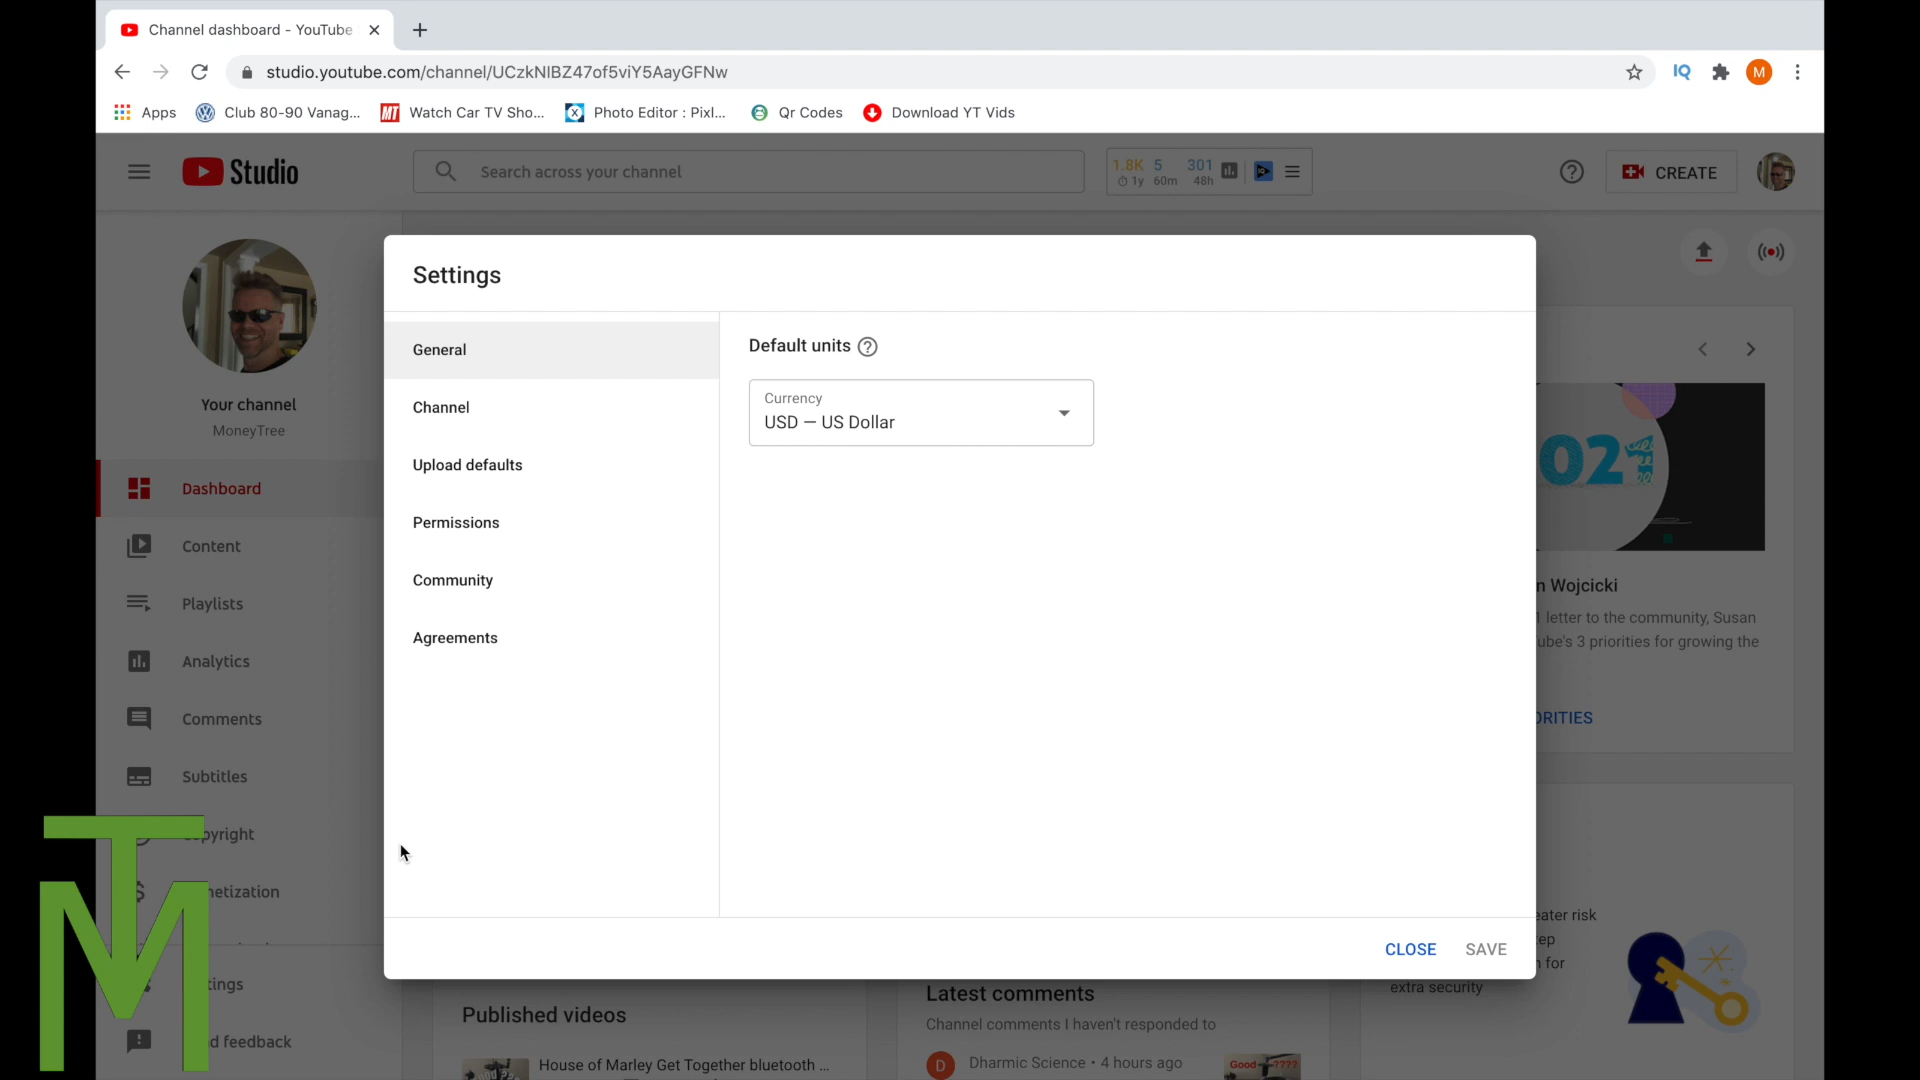 Channel dashboard - YouTube
studio.youtube.com/channel/UCzkNIBZ47of5viY5AayGFNw
IQ
M
Apps
Club 80-90 Vanag...
MT
Watch Car TV Sho...
Photo Editor : Pixl...
Qr Codes
Download YT Vids
Studio
Search across your channel
1.8K 5 301
1y 60m 48h
CREATE
Your channel
MoneyTree
Dashboard
Content
Playlists
Analytics
Comments
Subtitles
opyright
netization
tings
d feedback
TM
Settings
General
Channel
Upload defaults
Permissions
Community
Agreements
Default units
Currency
USD — US Dollar
CLOSE
SAVE
021
n Wojcicki
letter to the community, Susan
ube's 3 priorities for growing the
ORITIES
eater risk
ep
for
extra security
Published videos
House of Marley Get Together bluetooth ...
Latest comments
Channel comments I haven't responded to
D
Dharmic Science • 4 hours ago
Good ????